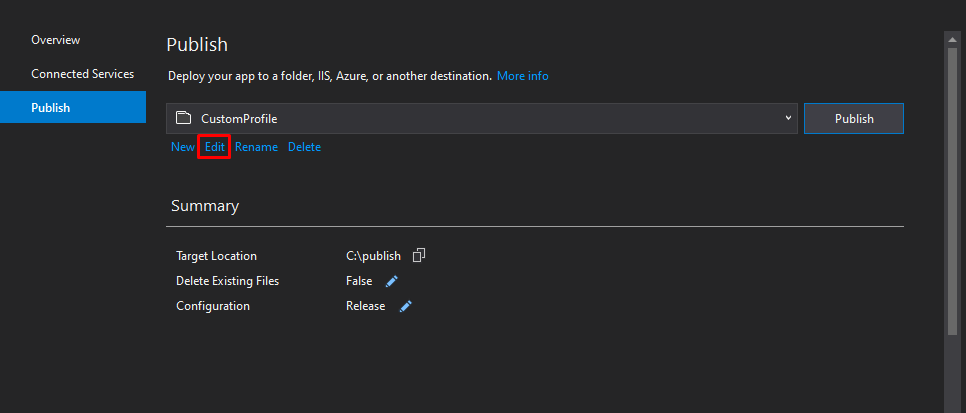 Overview
Connected Services
Publish
Publish
Deploy your app to a folder, IIS, Azure, or another destination. More info
CustomProfile
Publish
New Edit Rename Delete
Summary
Target Location C:\publish
Delete Existing Files False
Configuration Release